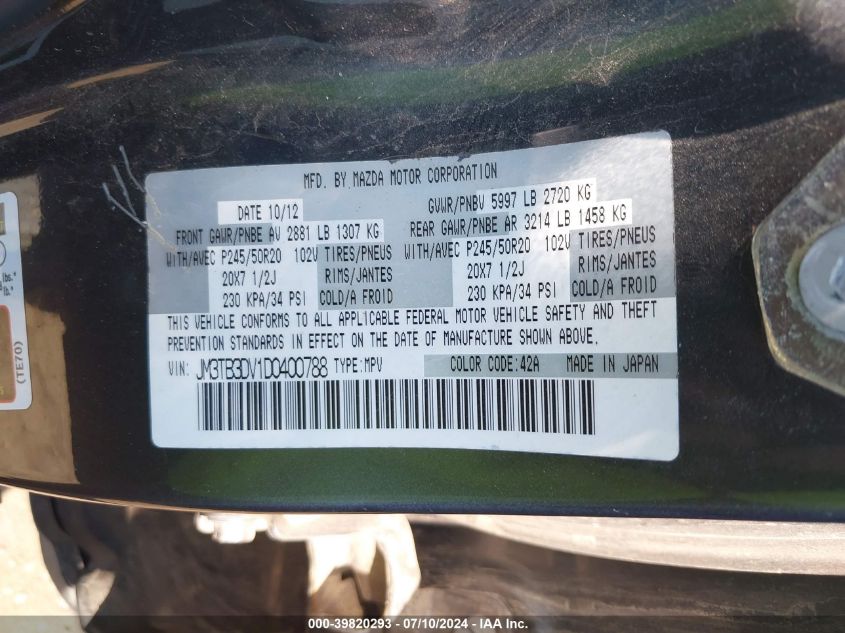 MFD. BY MAZDA MOTOR CORPORATION
DATE 10/12 GVWR/PNBV 5997 LB 2720 KG
FRONT GAWR/PNBE AV 2881 LB 1307 KG REAR GAWR/PNBE AR 3214 LB 1458 KG
WITH/AVEC P245/50R20 102V TIRES/PNEUS WITH/AVEC P245/50R20 102V TIRES/PNEUS
20X7 1/2J RIMS/JANTES 20X7 1/2J RIMS/JANTES
230 KPA/34 PSI COLD/A FROID 230 KPA/34 PSI COLD/A FROID
THIS VEHICLE CONFORMS TO ALL APPLICABLE FEDERAL MOTOR VEHICLE SAFETY AND THEFT
PREVENTION STANDARDS IN EFFECT ON THE DATE OF MANUFACTURE SHOWN ABOVE.
VIN: JM3TB3DV1D0400788 TYPE:MPV COLOR CODE:42A MADE IN JAPAN
lbs.*
lb.*
(TE70)
000-39820293 - 07/10/2024 - © IAA, Inc.